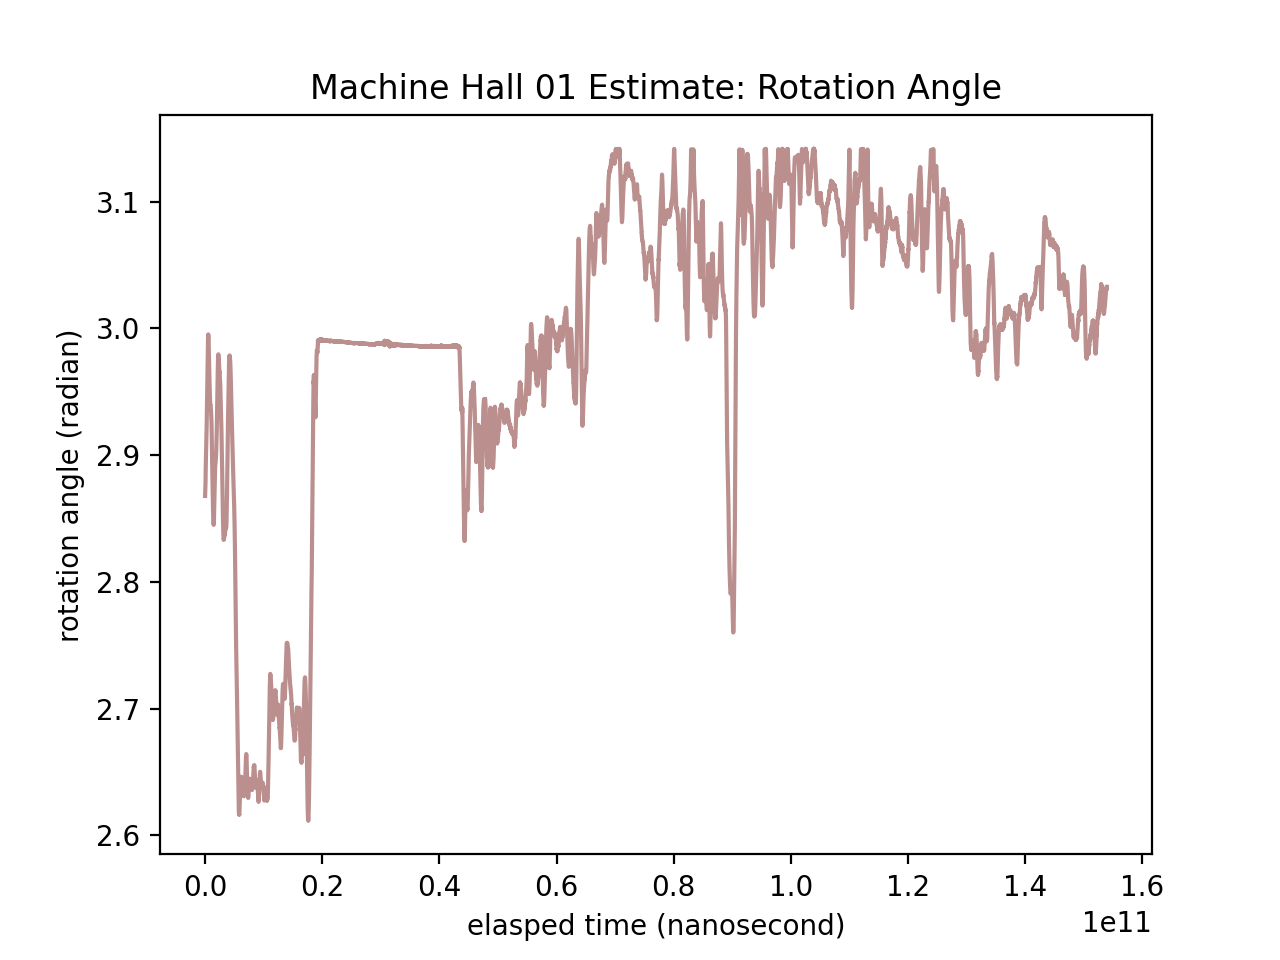 Machine Hall 01 Estimate: Rotation Angle
rotation angle (radian)
3.1
3.0
2.9
2.8
2.7
2.6
0.0 0.2 0.4 0.6 0.8 1.0 1.2 1.4 1.6
1e11
elasped time (nanosecond)